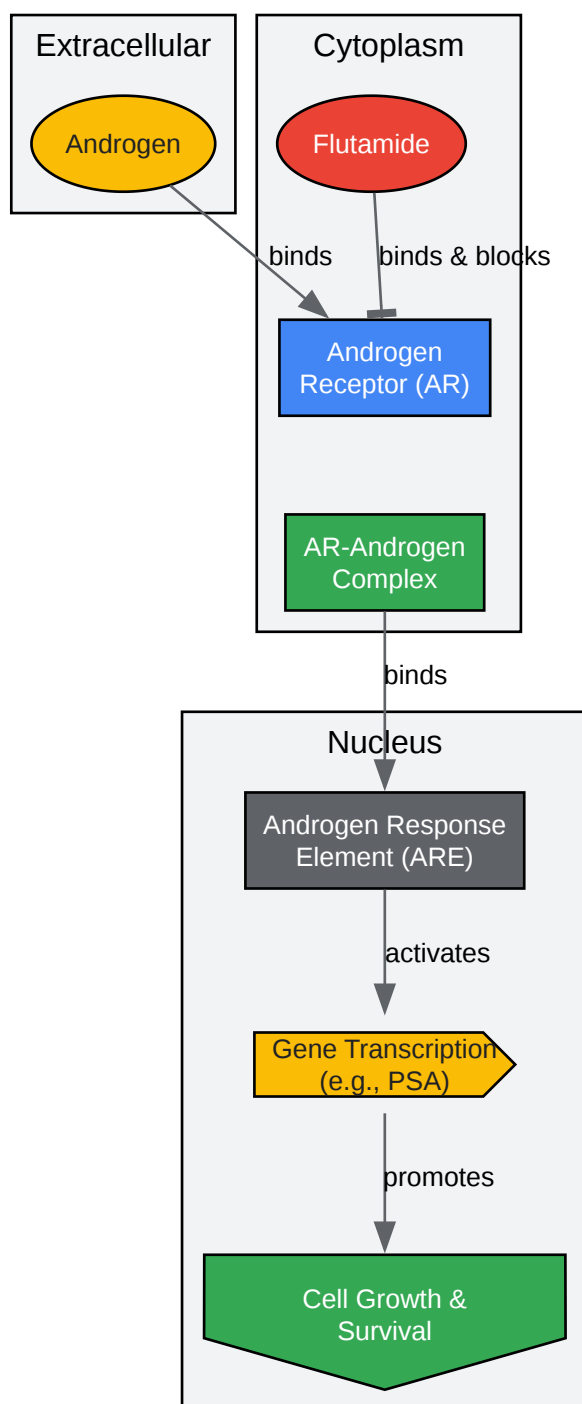 Extracellular
Cytoplasm
Androgen
Flutamide
binds
binds & blocks
Androgen
Receptor (AR)
AR-Androgen
Complex
binds
Nucleus
Androgen Response
Element (ARE)
activates
Gene Transcription
(e.g., PSA)
promotes
Cell Growth &
Survival